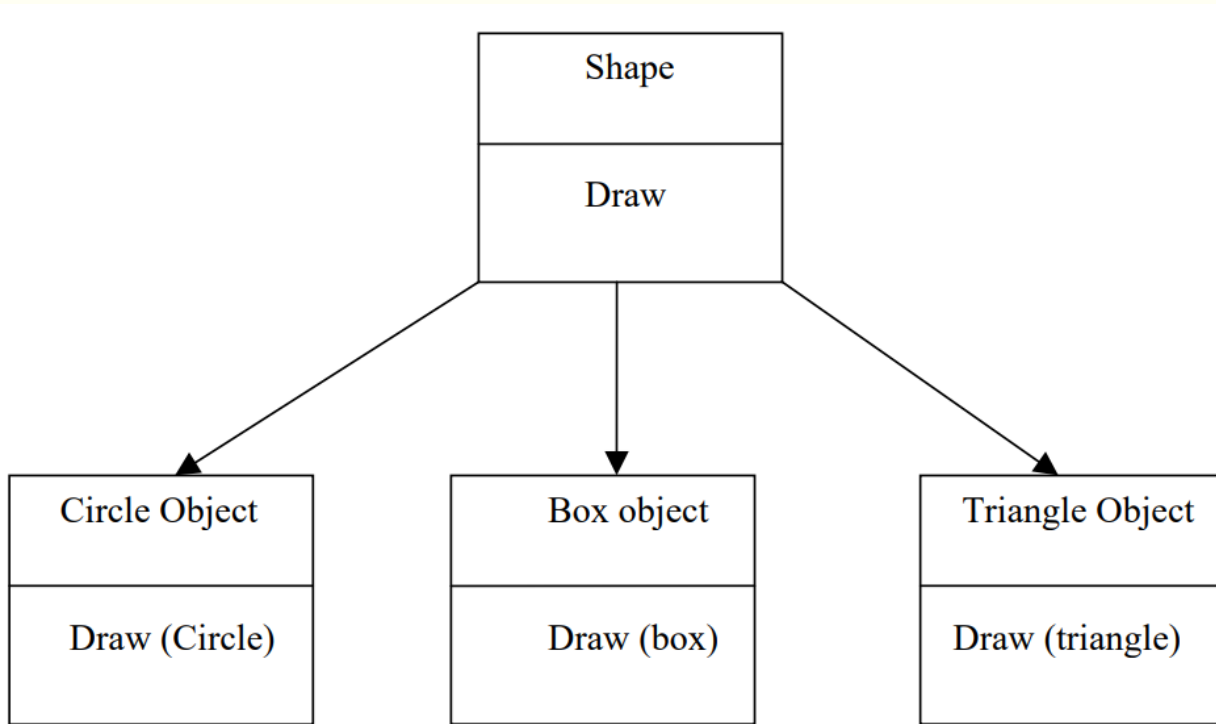 Shape
Draw
Circle Object
Box object
Triangle Object
Draw (Circle)
Draw (box)
Draw (triangle)